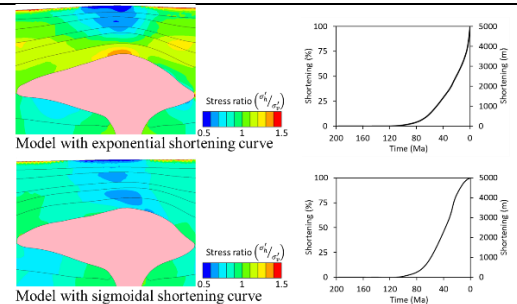 Stress ratio (σ′h/σ′v)
0.5 1 1.5
Model with exponential shortening curve
Shortening (%)
100
75
50
25
0
200 160 120 80 40 0
Time (Ma)
5000
4000
3000
2000
1000
0
Shortening (m)
Stress ratio (σ′h/σ′v)
0.5 1 1.5
Model with sigmoidal shortening curve
Shortening (%)
100
75
50
25
0
200 160 120 80 40 0
Time (Ma)
5000
4000
3000
2000
1000
0
Shortening (m)